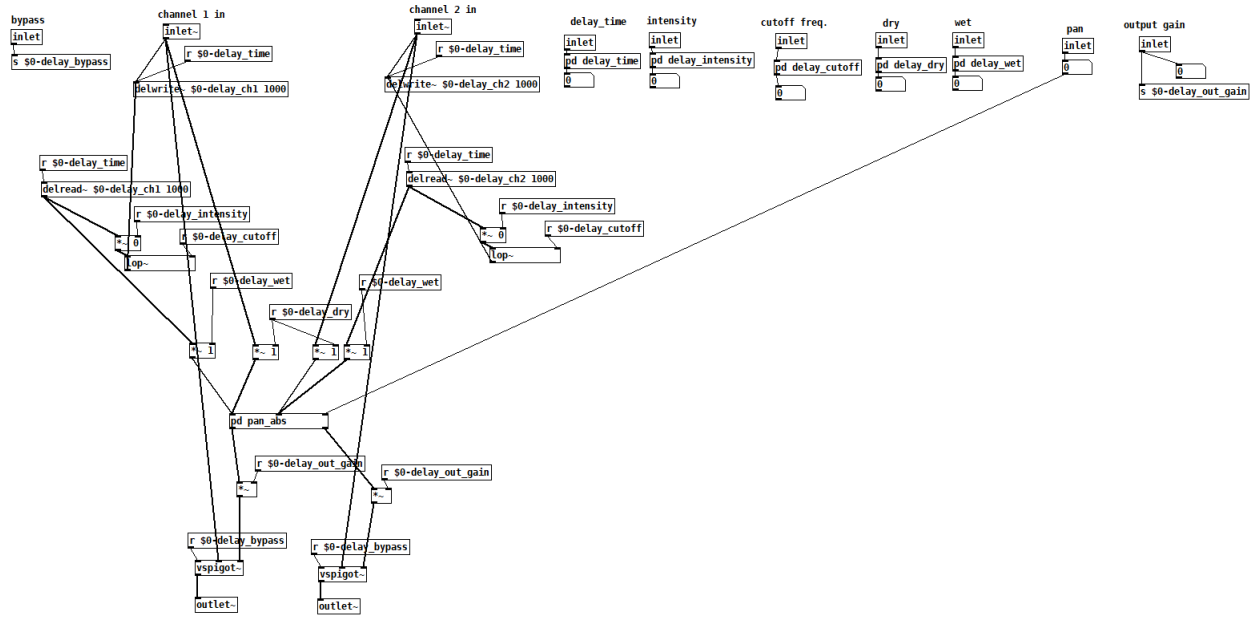 bypass
inlet
s $0-delay_bypass
channel 1 in
inlet~
r $0-delay_time
delwrite~ $0-delay_ch1 1000
channel 2 in
inlet~
r $0-delay_time
delwrite~ $0-delay_ch2 1000
delay_time
inlet
pd delay_time
0
intensity
inlet
pd delay_intensity
0
cutoff freq.
inlet
pd delay_cutoff
0
dry
inlet
pd delay_dry
0
wet
inlet
pd delay_wet
0
pan
inlet
0
output gain
inlet
0
s $0-delay_out_gain
r $0-delay_time
delread~ $0-delay_ch1 1000
r $0-delay_intensity
*~ 0
r $0-delay_cutoff
lop~
r $0-delay_time
delread~ $0-delay_ch2 1000
r $0-delay_intensity
*~ 0
r $0-delay_cutoff
lop~
r $0-delay_wet
r $0-delay_wet
r $0-delay_dry
*~ 1
*~ 1
*~ 1
*~ 1
pd pan_abs
r $0-delay_out_gain
r $0-delay_out_gain
*~
*~
r $0-delay_bypass
r $0-delay_bypass
vspigot~
vspigot~
outlet~
outlet~